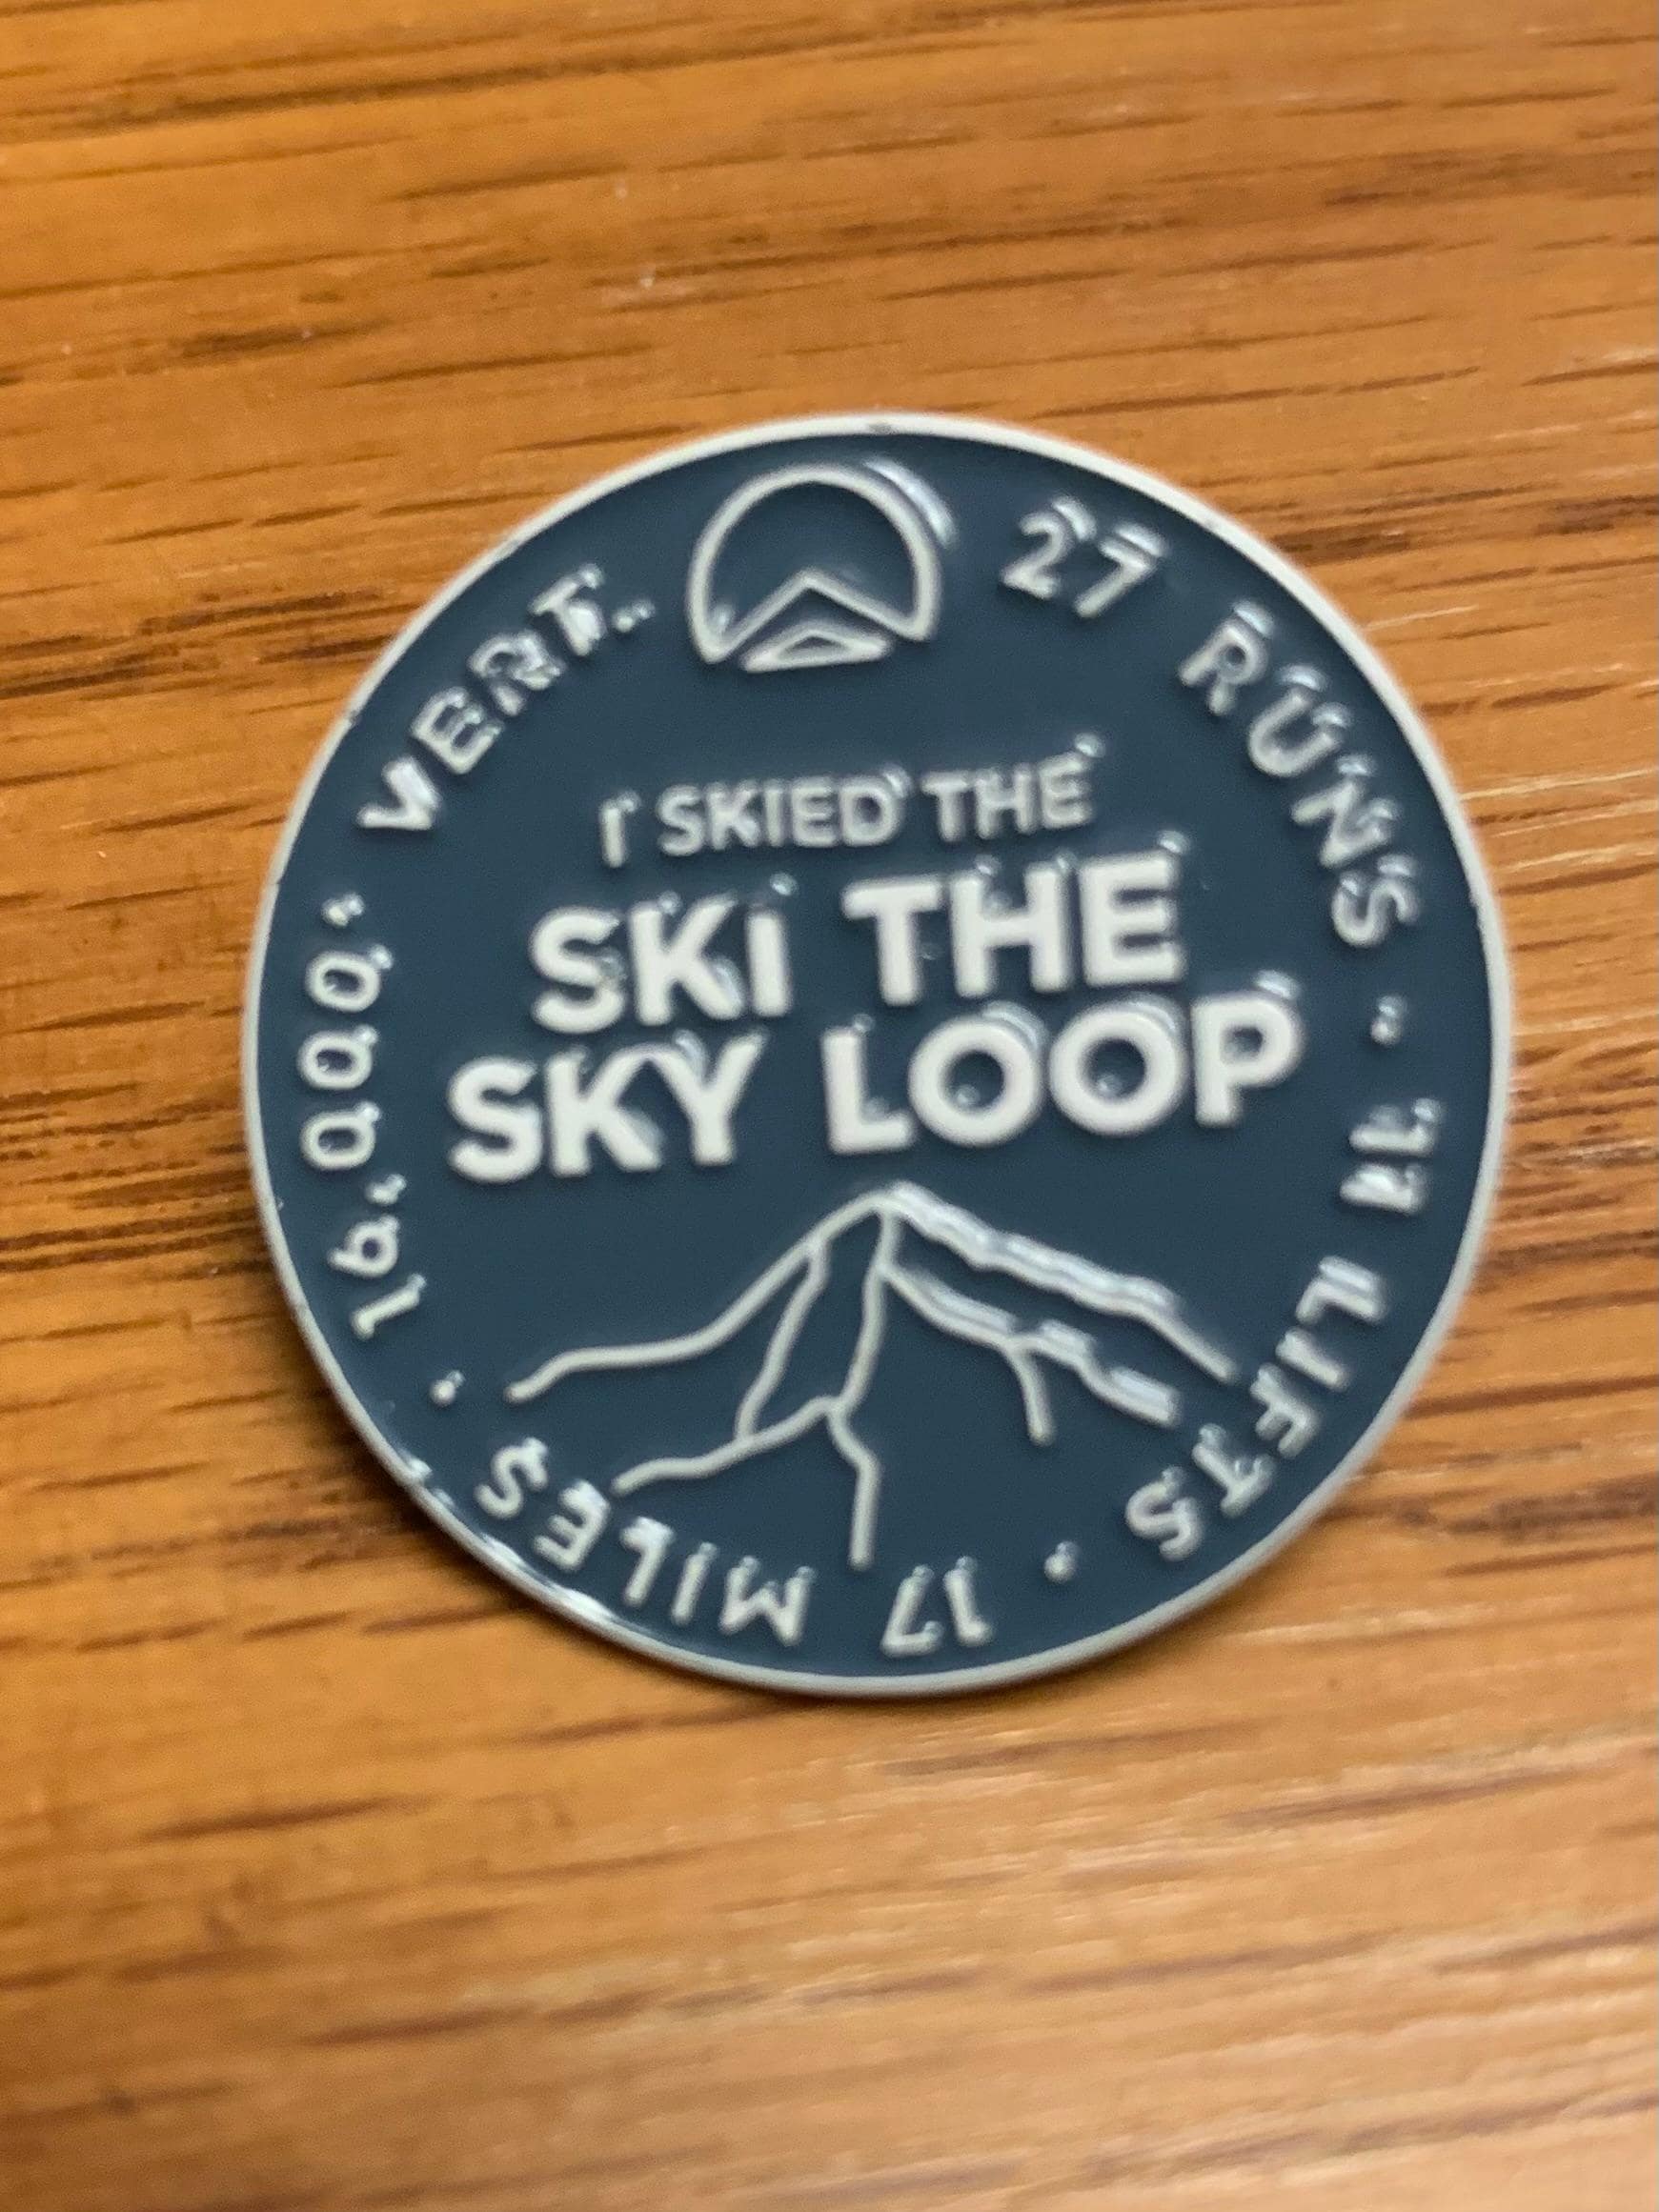 I SKIED THE
SKI THE
SKY LOOP
27 RUNS · 11 LIFTS · 17 MILES · 16,000' VERT.